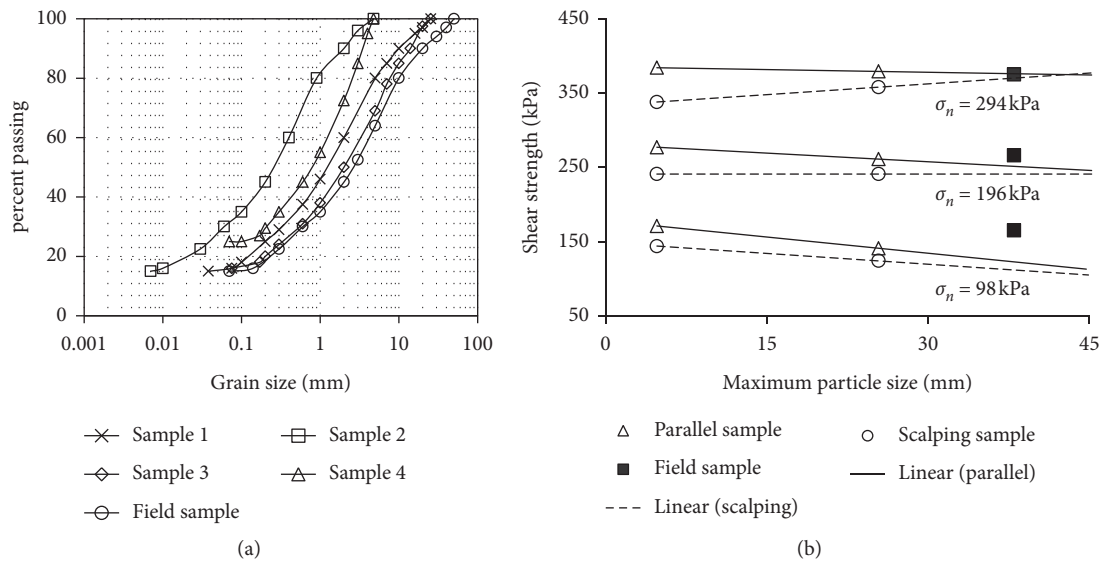 100
80
60
40
20
0
percent passing
0.001
0.01
0.1
1
10
100
Grain size (mm)
Sample 1
Sample 2
Sample 3
Sample 4
Field sample
(a)
450
350
250
150
50
Shear strength (kPa)
σn = 294 kPa
σn = 196 kPa
σn = 98 kPa
0
15
30
45
Maximum particle size (mm)
Parallel sample
Scalping sample
Field sample
Linear (parallel)
Linear (scalping)
(b)